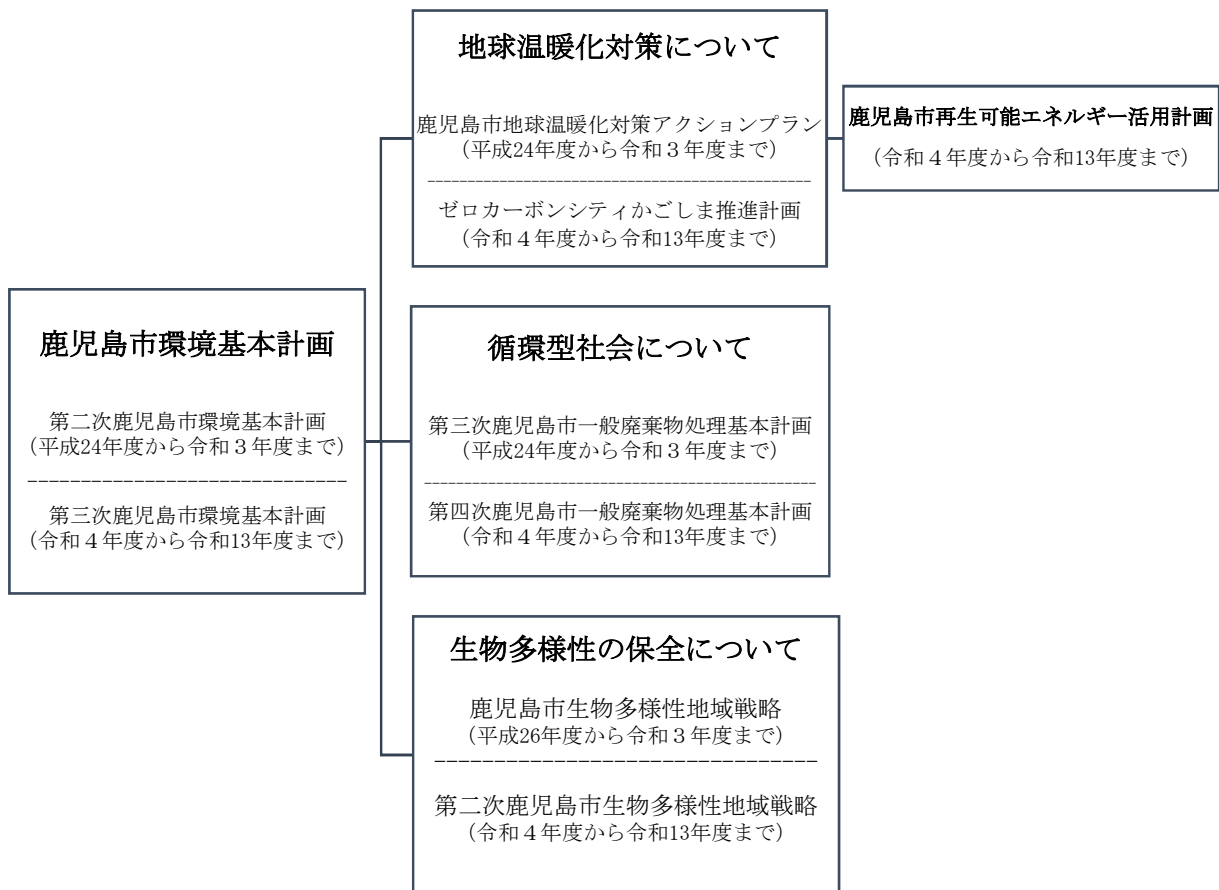 鹿児島市環境基本計画
第二次鹿児島市環境基本計画
(平成24年度から令和３年度まで)
第三次鹿児島市環境基本計画
(令和４年度から令和13年度まで)
地球温暖化対策について
鹿児島市地球温暖化対策アクションプラン
(平成24年度から令和３年度まで)
ゼロカーボンシティかごしま推進計画
(令和４年度から令和13年度まで)
鹿児島市再生可能エネルギー活用計画
(令和４年度から令和13年度まで)
循環型社会について
第三次鹿児島市一般廃棄物処理基本計画
(平成24年度から令和３年度まで)
第四次鹿児島市一般廃棄物処理基本計画
(令和４年度から令和13年度まで)
生物多様性の保全について
鹿児島市生物多様性地域戦略
(平成26年度から令和３年度まで)
第二次鹿児島市生物多様性地域戦略
(令和４年度から令和13年度まで)